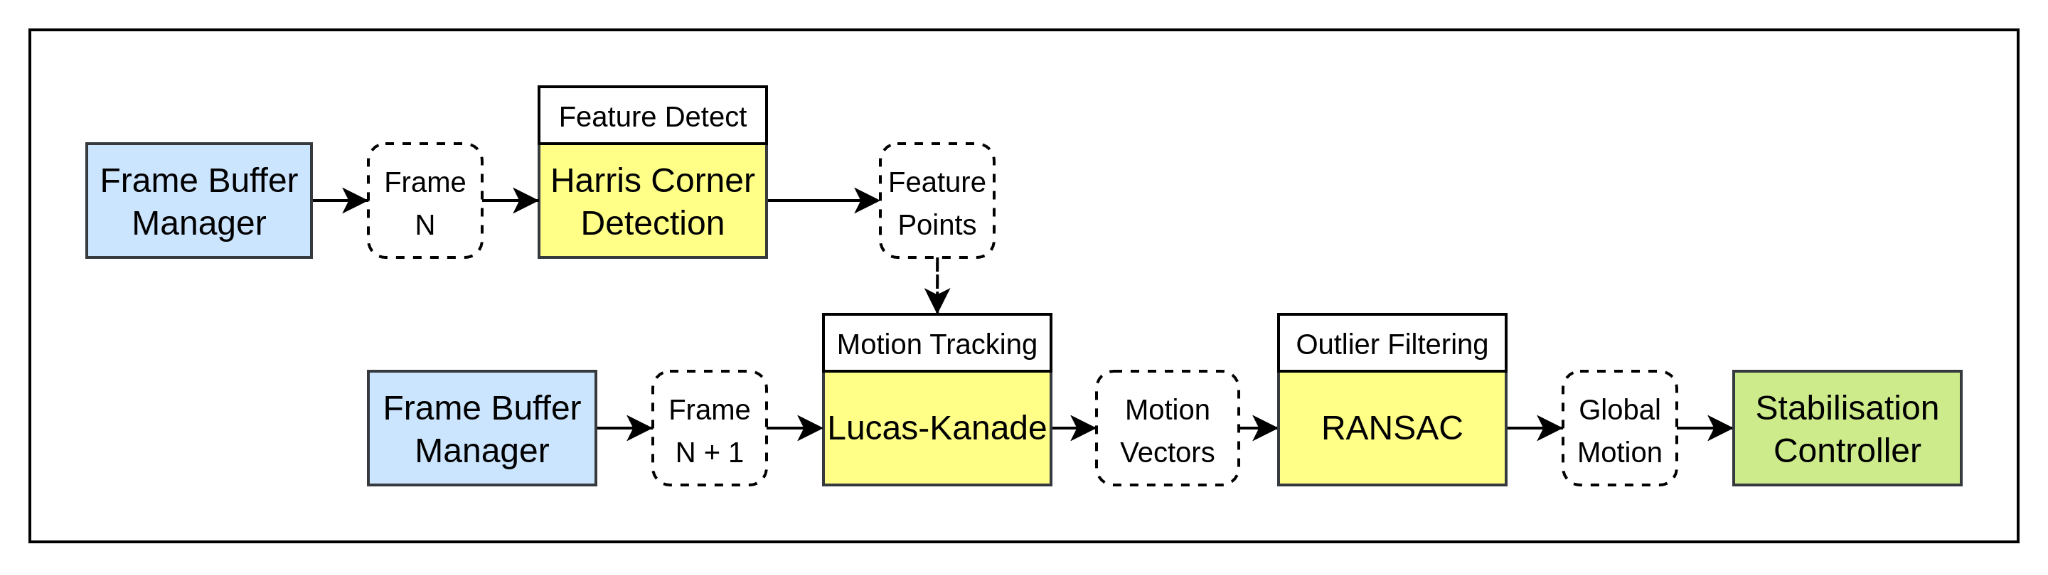 Feature Detect
Frame Buffer
Manager
Frame
N
Harris Corner
Detection
Feature
Points
Motion Tracking
Outlier Filtering
Frame Buffer
Manager
Frame
N + 1
Lucas-Kanade
Motion
Vectors
RANSAC
Global
Motion
Stabilisation
Controller